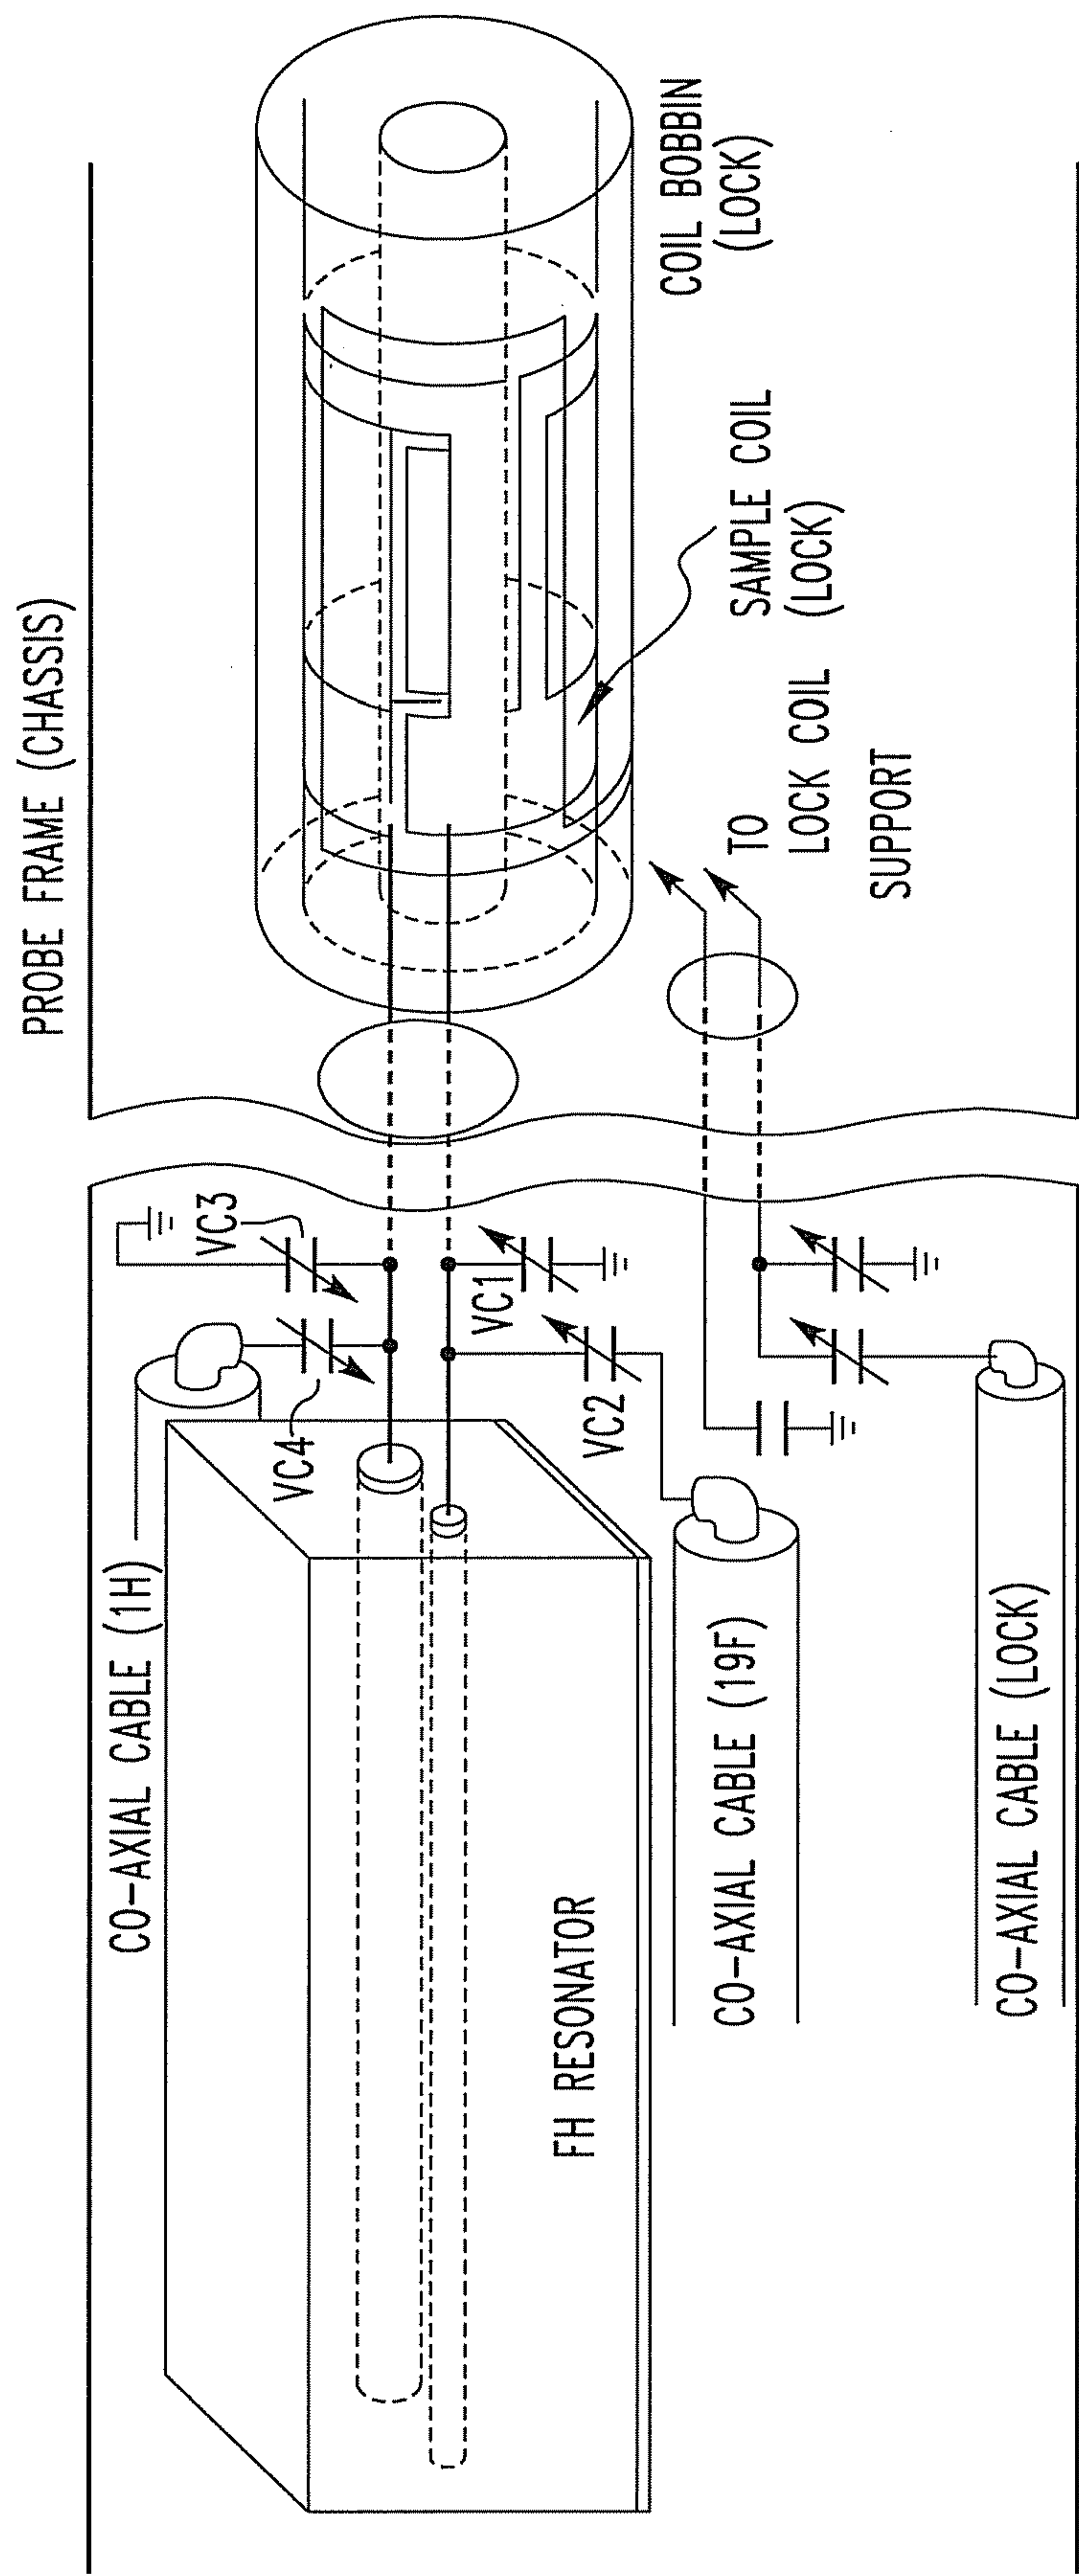 PROBE FRAME (CHASSIS)
CO-AXIAL CABLE (1H)
VC3
VC4
VC1
VC2
COIL BOBBIN
(LOCK)
SAMPLE COIL
(LOCK)
TO
LOCK COIL
SUPPORT
FH RESONATOR
CO-AXIAL CABLE (19F)
CO-AXIAL CABLE (LOCK)